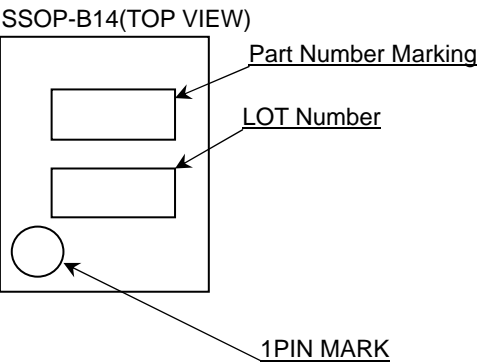 SSOP-B14(TOP VIEW)
Part Number Marking
LOT Number
1PIN MARK